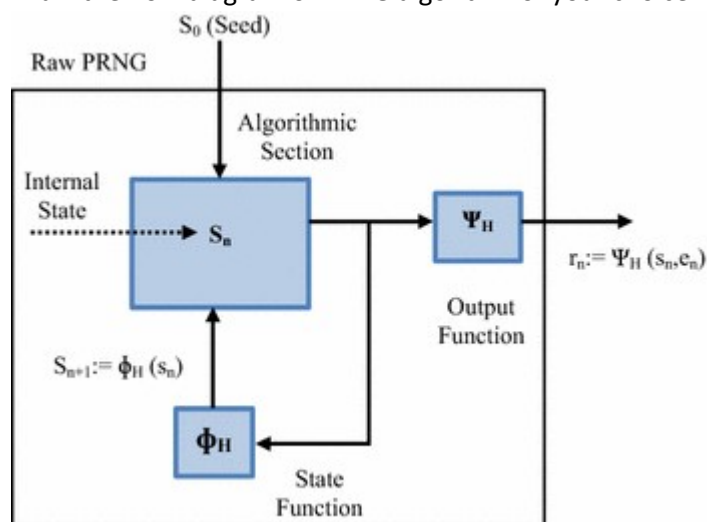 S₀ (Seed)
Raw PRNG
Algorithmic
Section
Internal
State
Sₙ
Ψ_H
rₙ:= Ψ_H (sₙ,eₙ)
Output
Function
Sₙ₊₁:= ϕ_H (sₙ)
Φ_H
State
Function